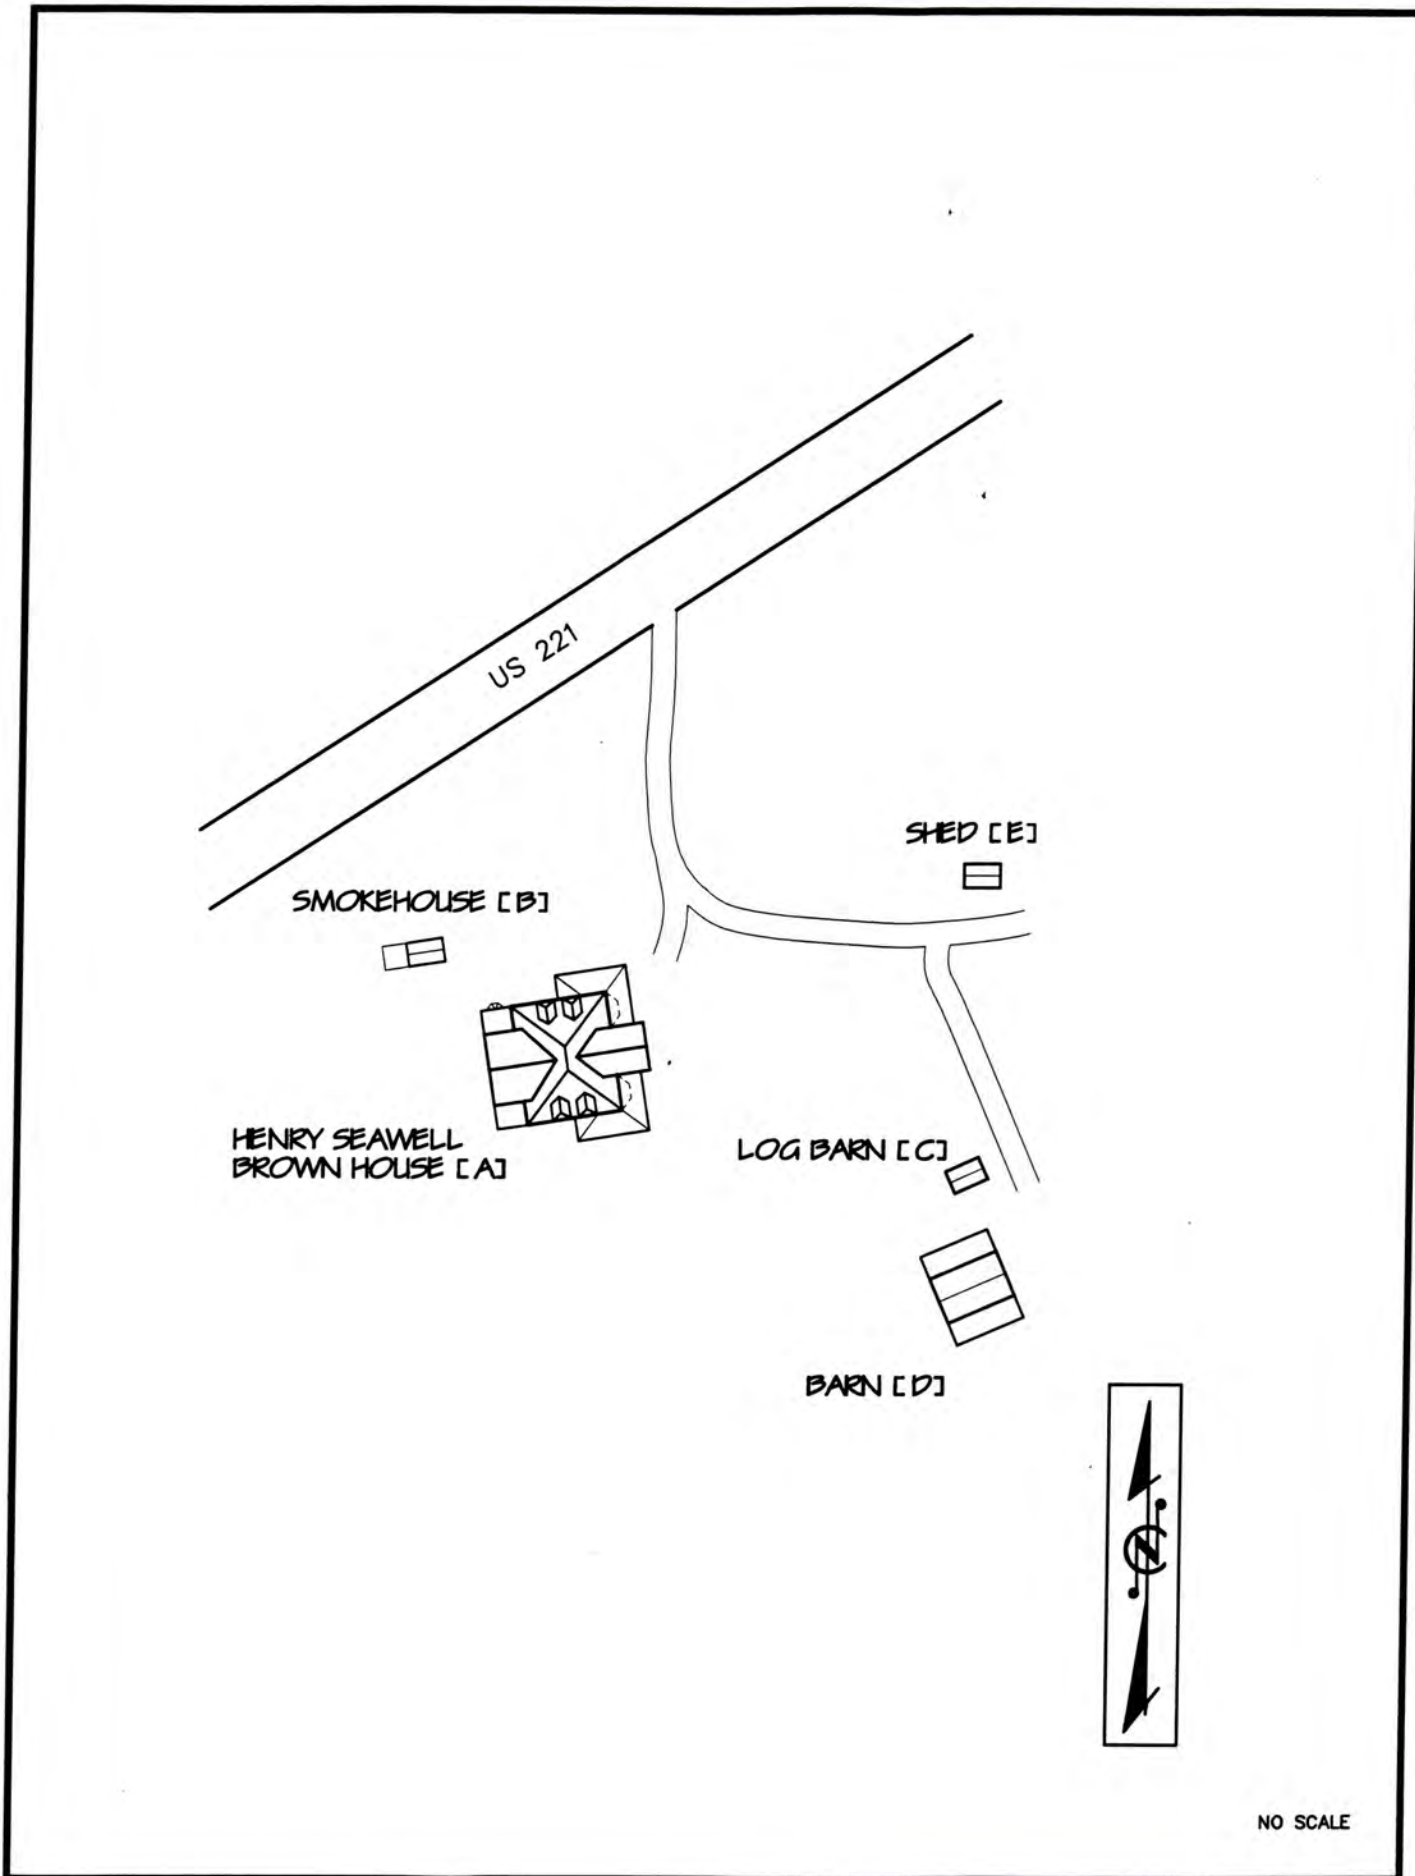 US 221
SHED [E]
SMOKEHOUSE [B]
HENRY SEAWELL
BROWN HOUSE [A]
LOG BARN [C]
BARN [D]
N
NO SCALE